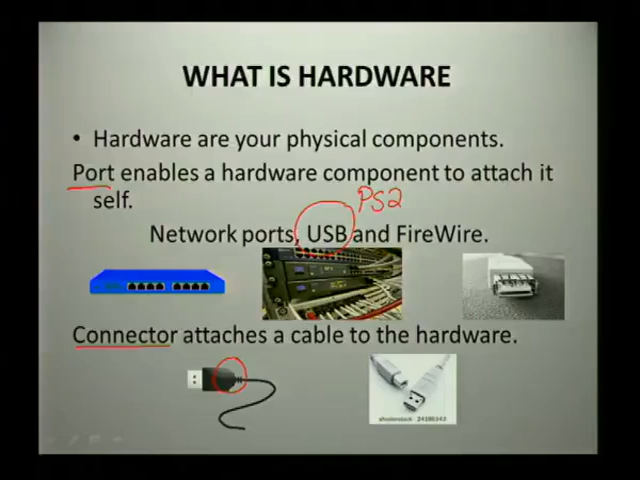 WHAT IS HARDWARE
• Hardware are your physical components.
Port enables a hardware component to attach it
self.
PS2
Network ports, USB and FireWire.
Connector attaches a cable to the hardware.